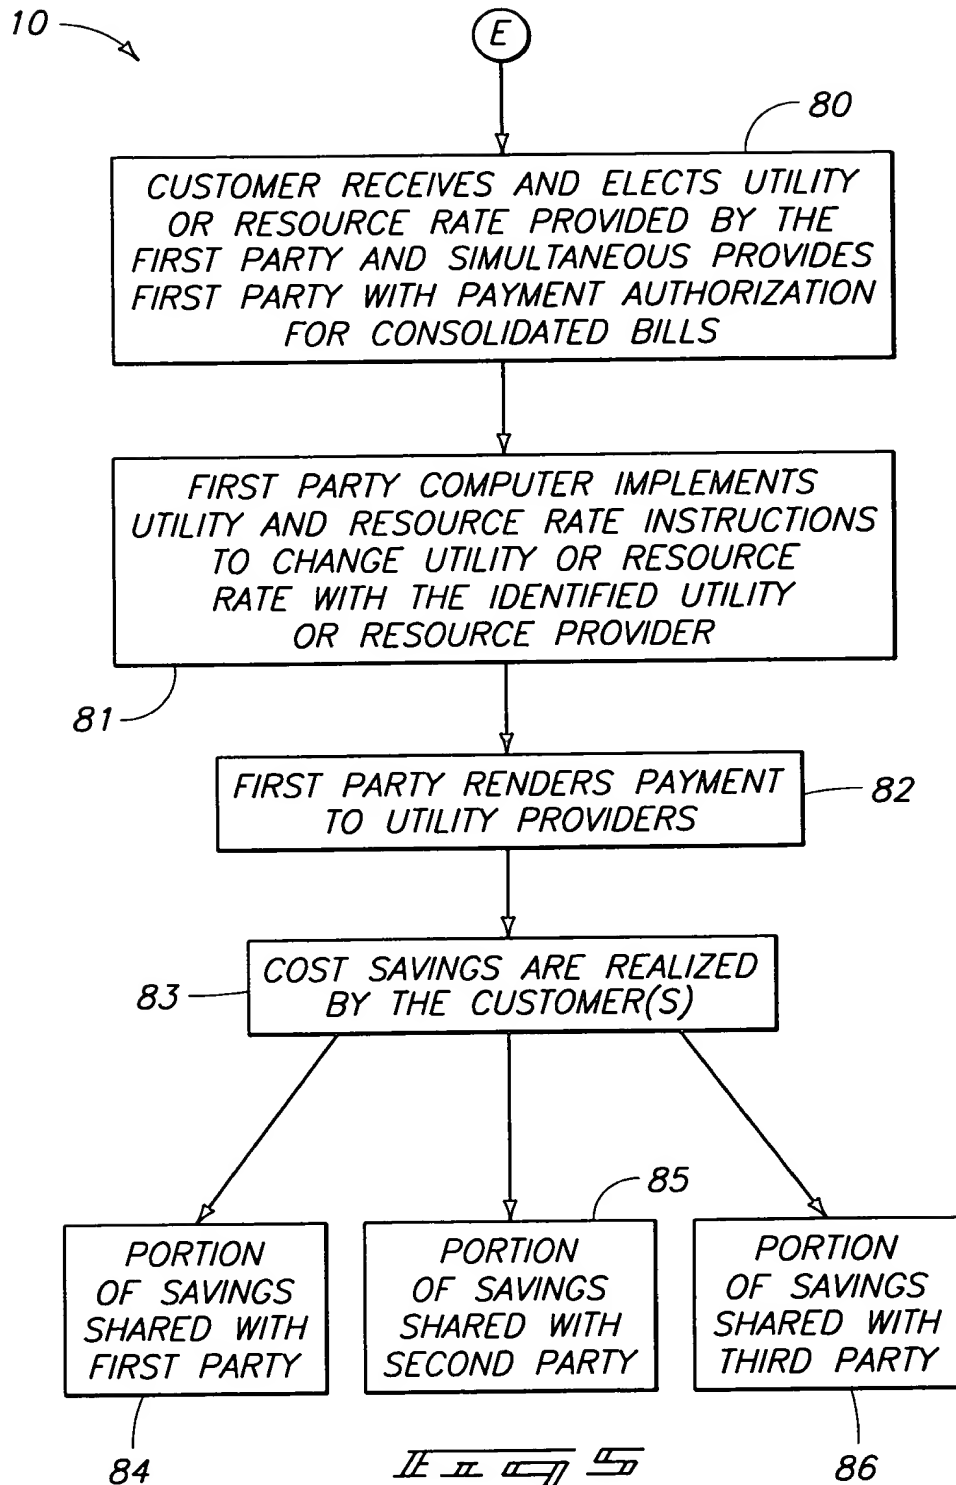 10
E
80
CUSTOMER RECEIVES AND ELECTS UTILITY
OR RESOURCE RATE PROVIDED BY THE
FIRST PARTY AND SIMULTANEOUS PROVIDES
FIRST PARTY WITH PAYMENT AUTHORIZATION
FOR CONSOLIDATED BILLS
FIRST PARTY COMPUTER IMPLEMENTS
UTILITY AND RESOURCE RATE INSTRUCTIONS
TO CHANGE UTILITY OR RESOURCE
RATE WITH THE IDENTIFIED UTILITY
OR RESOURCE PROVIDER
81
FIRST PARTY RENDERS PAYMENT
TO UTILITY PROVIDERS
82
COST SAVINGS ARE REALIZED
BY THE CUSTOMER(S)
83
PORTION
OF SAVINGS
SHARED WITH
FIRST PARTY
84
85
PORTION
OF SAVINGS
SHARED WITH
SECOND PARTY
PORTION
OF SAVINGS
SHARED WITH
THIRD PARTY
86
FIG 5